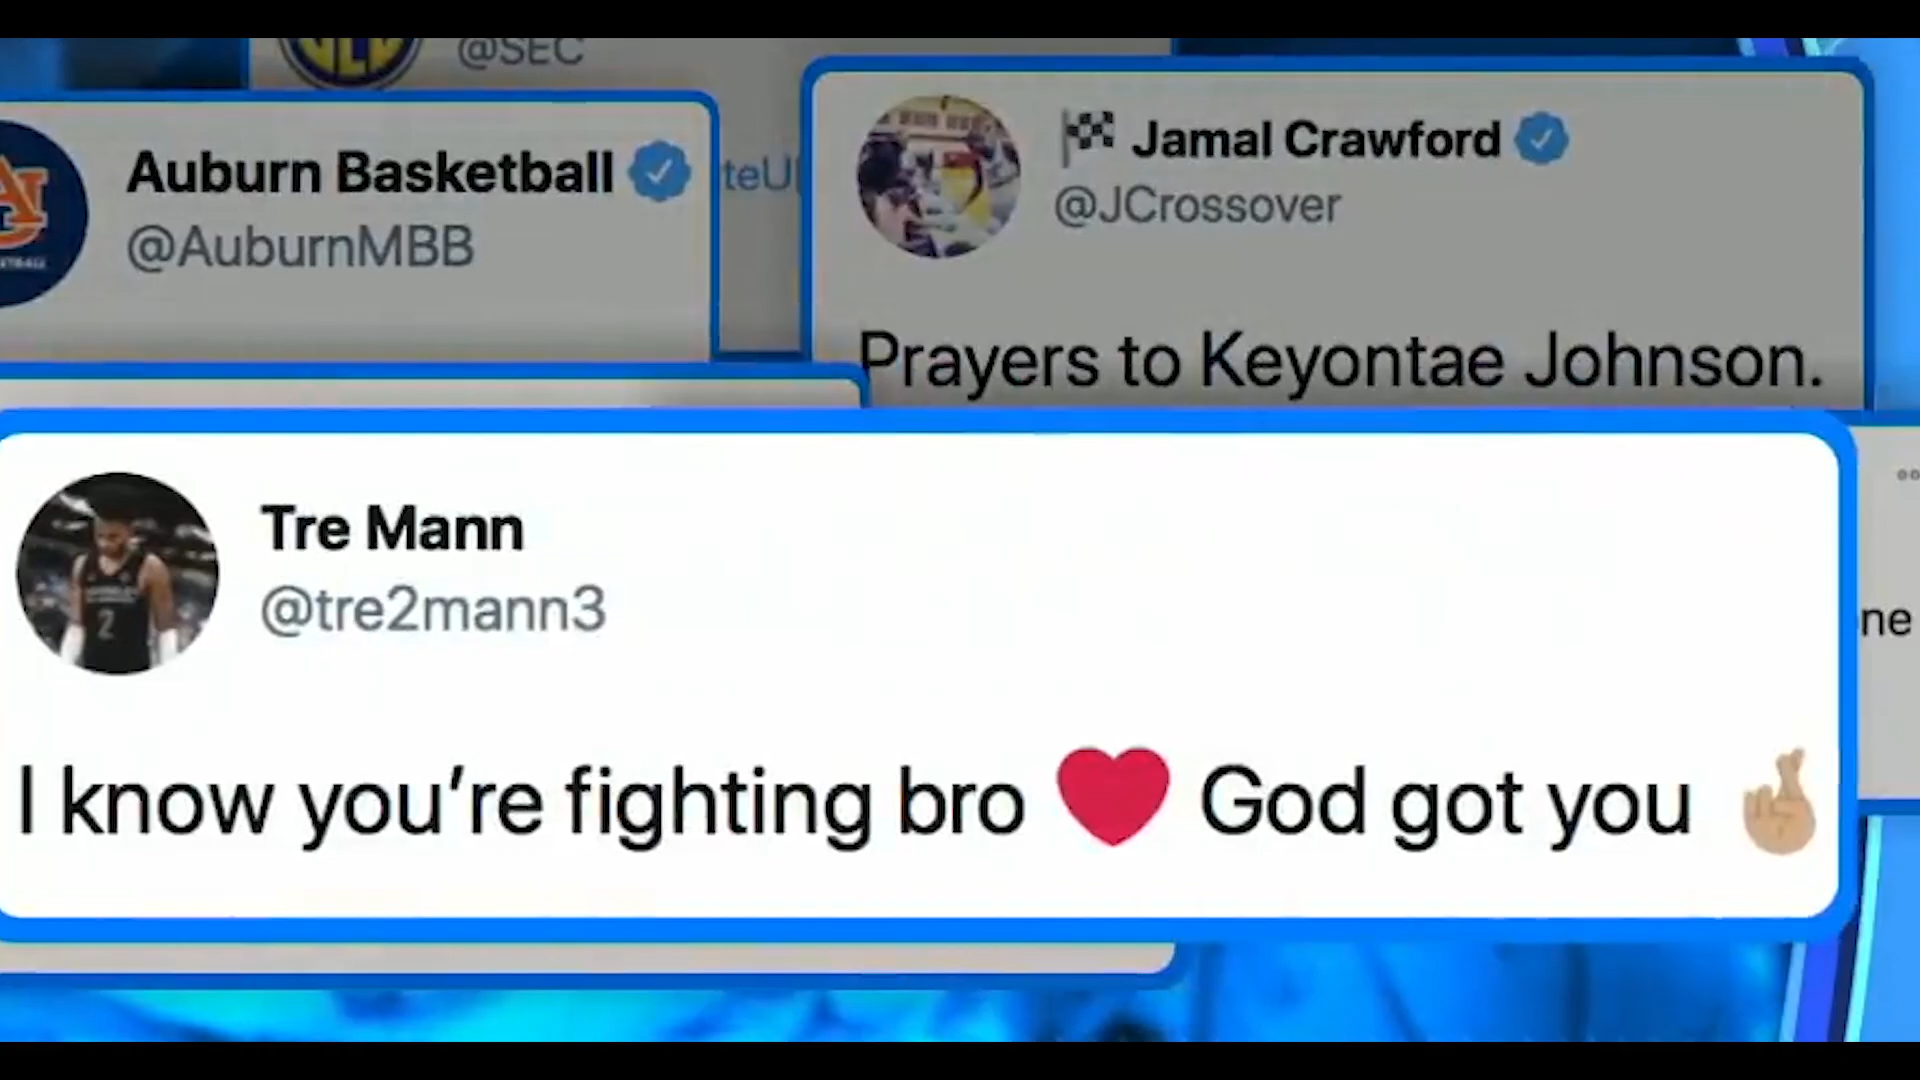 @SEC
Auburn Basketball
@AuburnMBB
Jamal Crawford
@JCrossover
Prayers to Keyontae Johnson.
Tre Mann
@tre2mann3
2
I know you’re fighting bro ❤️ God got you 🤞🏼